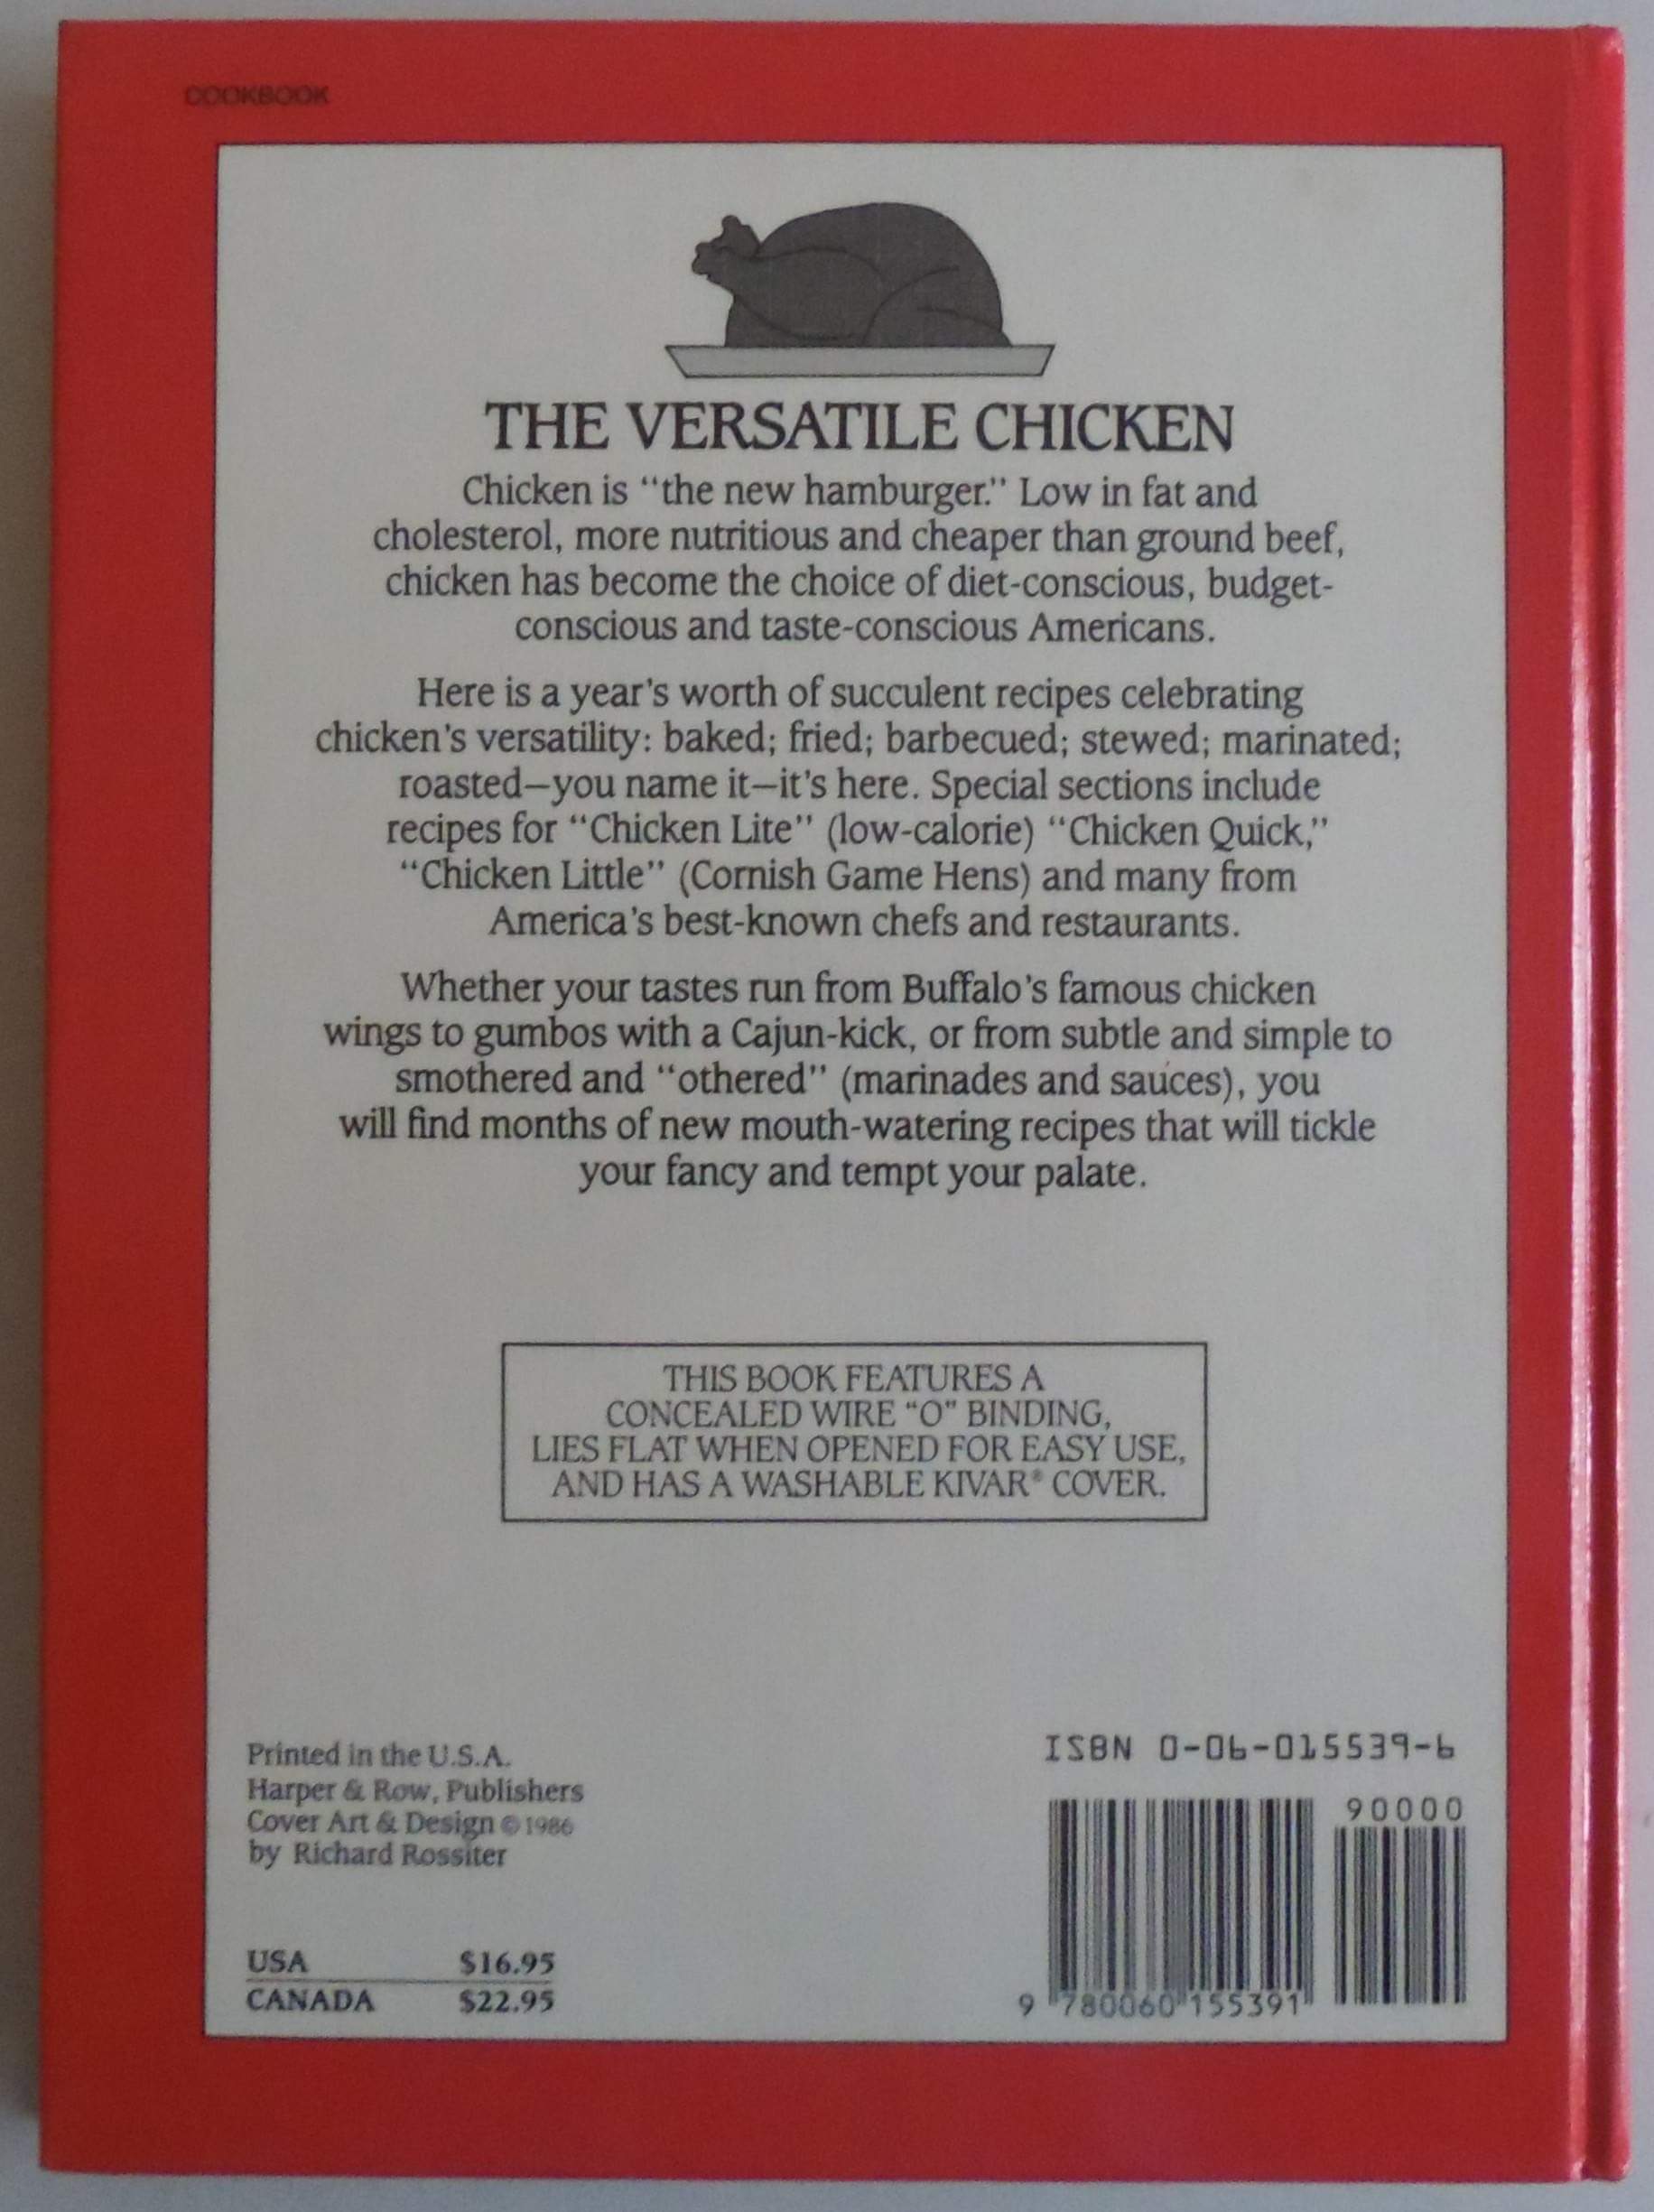 COOKBOOK
THE VERSATILE CHICKEN
Chicken is “the new hamburger.” Low in fat and
cholesterol, more nutritious and cheaper than ground beef,
chicken has become the choice of diet-conscious, budget-
conscious and taste-conscious Americans.
Here is a year's worth of succulent recipes celebrating
chicken's versatility: baked; fried; barbecued; stewed; marinated;
roasted—you name it—it's here. Special sections include
recipes for “Chicken Lite” (low-calorie) “Chicken Quick,”
“Chicken Little” (Cornish Game Hens) and many from
America's best-known chefs and restaurants.
Whether your tastes run from Buffalo's famous chicken
wings to gumbos with a Cajun-kick, or from subtle and simple to
smothered and “othered” (marinades and sauces), you
will find months of new mouth-watering recipes that will tickle
your fancy and tempt your palate.
THIS BOOK FEATURES A
CONCEALED WIRE “O” BINDING,
LIES FLAT WHEN OPENED FOR EASY USE,
AND HAS A WASHABLE KIVAR® COVER.
Printed in the U.S.A.
Harper & Row, Publishers
Cover Art & Design © 1986
by Richard Rossiter
USA $16.95
CANADA $22.95
ISBN 0-06-015539-6
90000
9 780060 155391